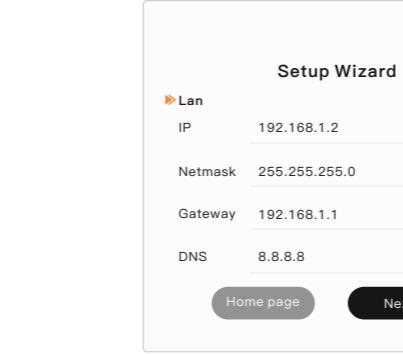 Setup Wizard
Lan
IP 192.168.1.2
Netmask 255.255.255.0
Gateway 192.168.1.1
DNS 8.8.8.8
Home page